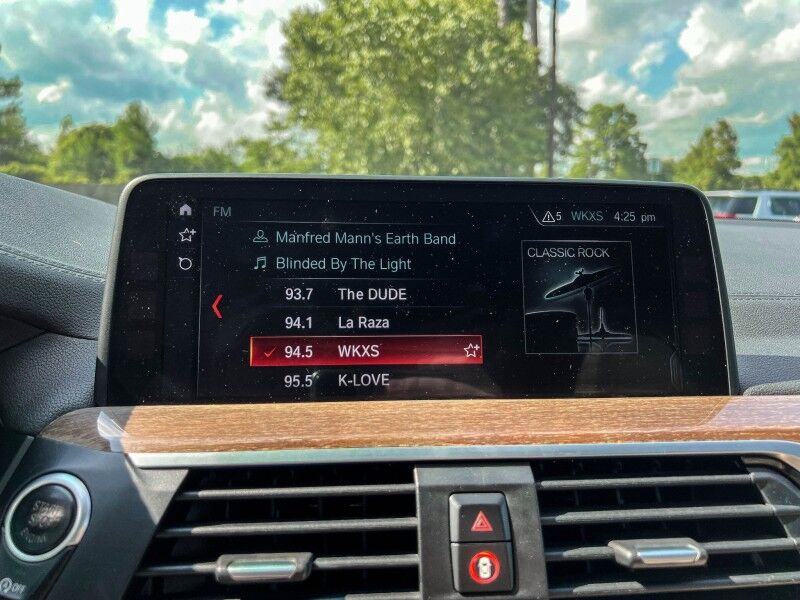 FM
5 WKXS 4:25 pm
Manfred Mann's Earth Band
Blinded By The Light
CLASSIC ROCK
93.7 The DUDE
94.1 La Raza
94.5 WKXS
95.5 K-LOVE
START
STOP
ENGINE
OFF